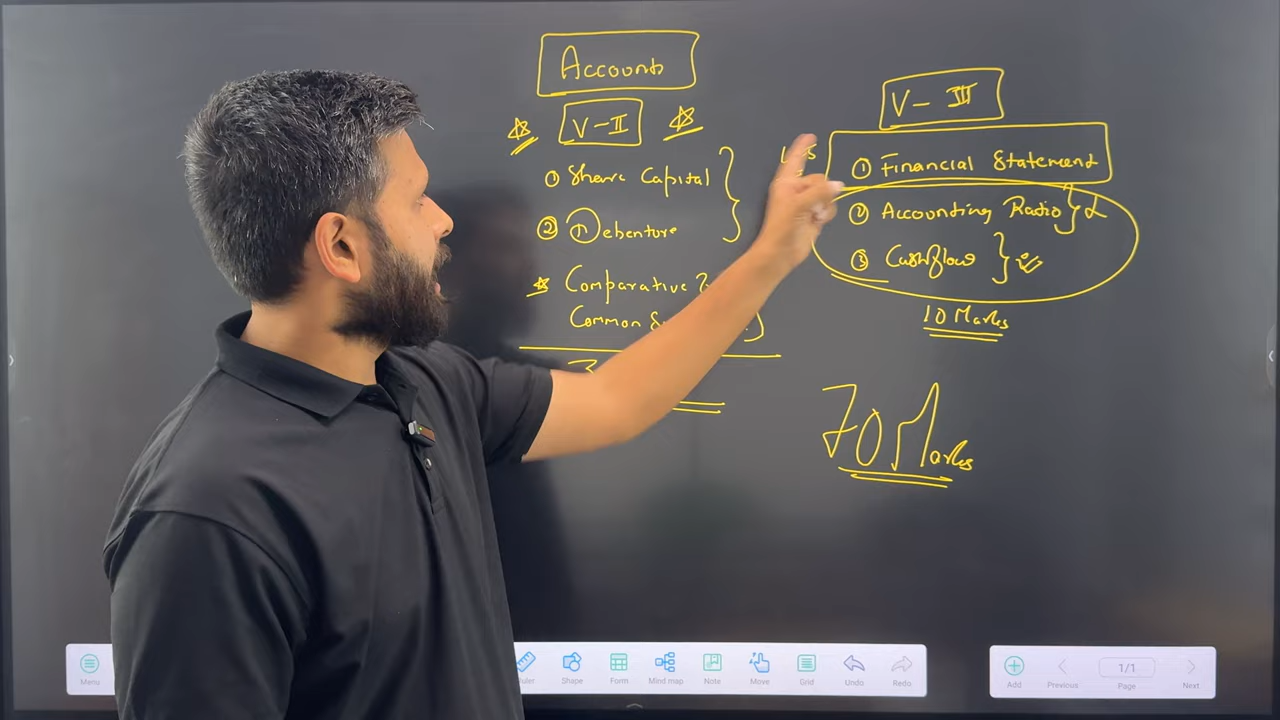 Accounts
V-II
① Share Capital
② Debenture
Comparative
Common
V-III
① Financial Statement
② Accounting Ratio
③ Cashflow
10 Marks
70 Marks
Menu
Shape
Form
Mind map
Note
Move
Grid
Undo
Redo
Add
Previous
1/1
Page
Next